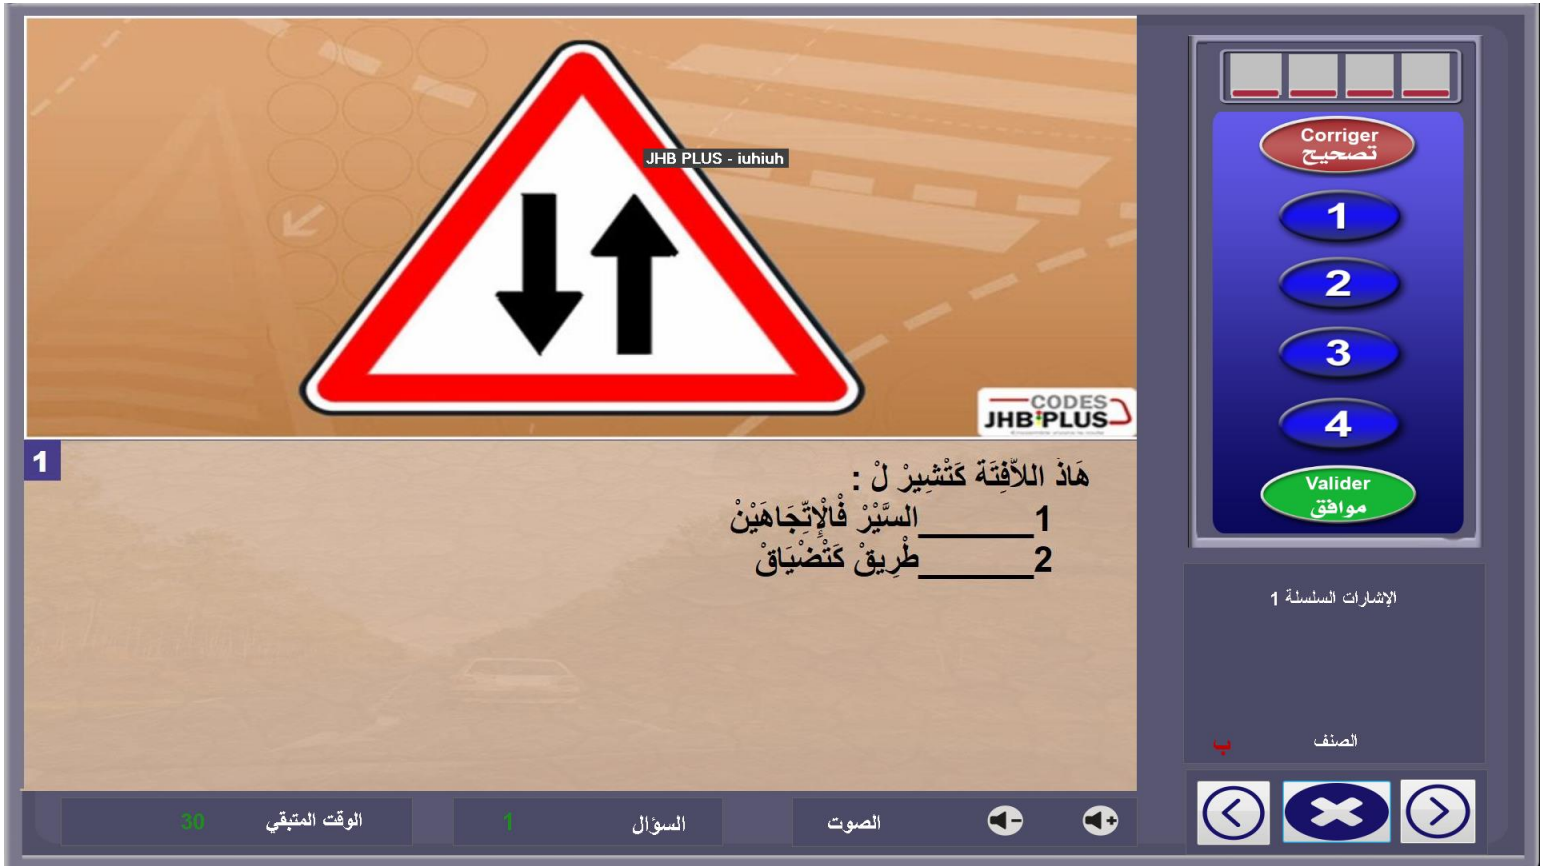 JHB PLUS - iuhiuh
CODES
JHB PLUS
1
هَاذْ اللاَّفِتَة كَتْشِيرْ لْ :
1______السَّيْرْ فْالْإِتِّجَاهَيْنْ
2______طْرِيقْ كَتْضْيَاقْ
Corriger
تصحيح
1
2
3
4
Valider
موافق
الإشارات السلسلة 1
الصنف
ب
الصوت
السؤال
1
الوقت المتبقي
30